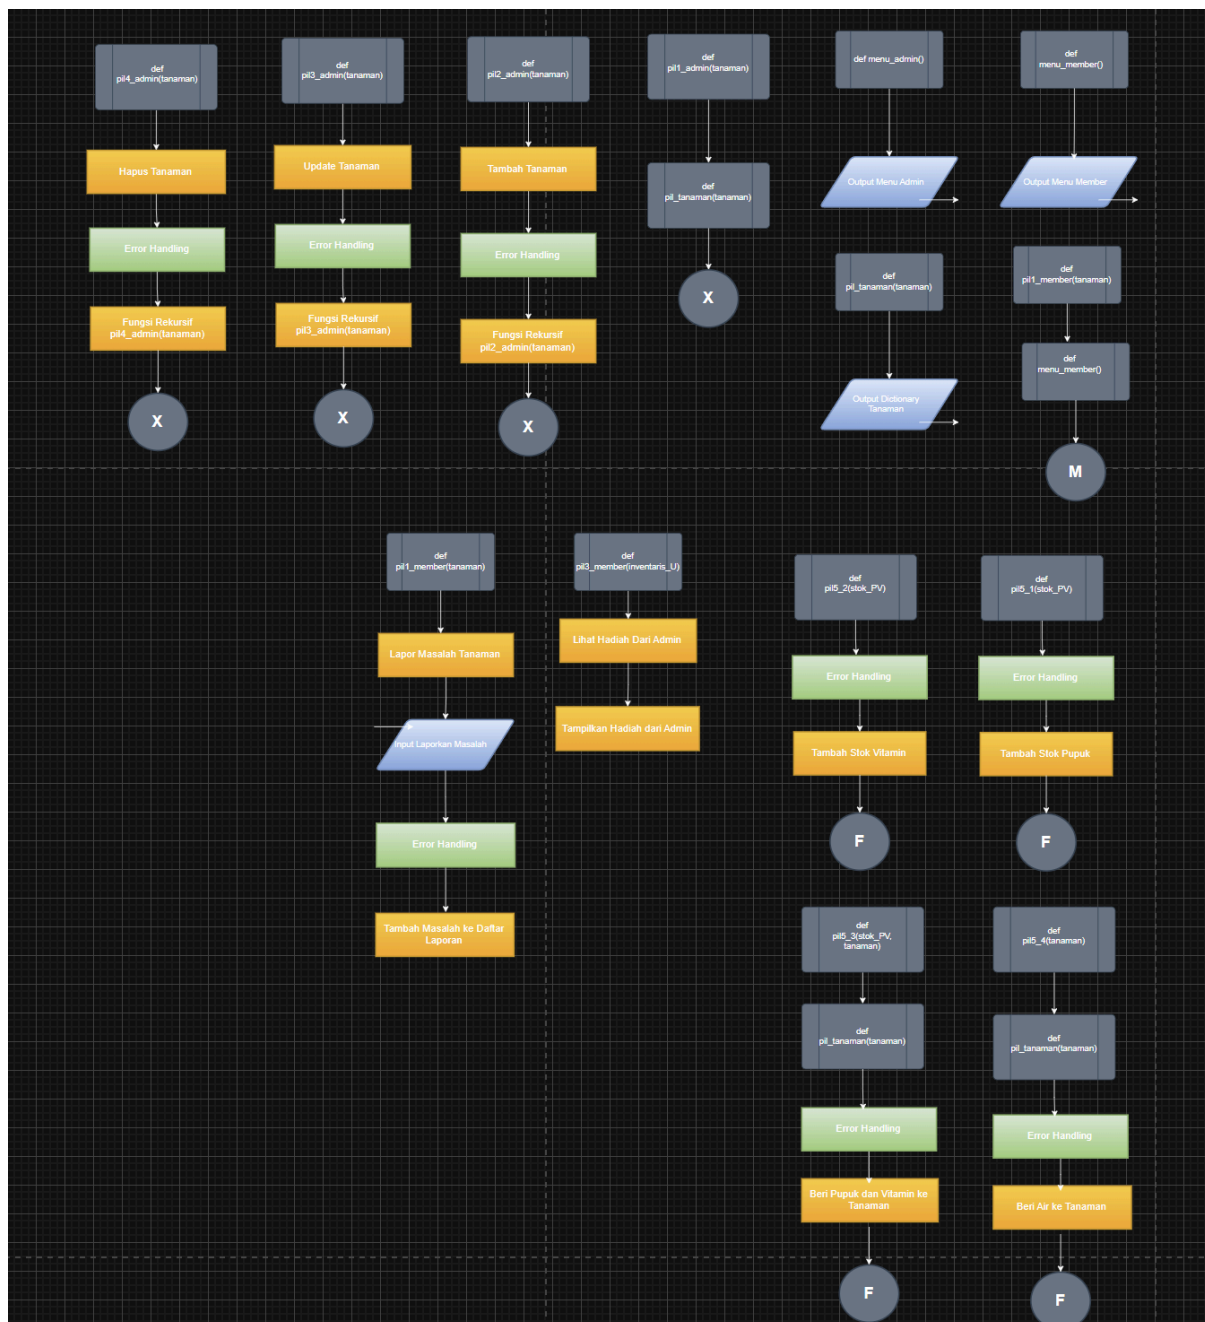 def
pil4_admin(tanaman)
Hapus Tanaman
Error Handling
Fungsi Rekursif
pil4_admin(tanaman)
X
def
pil3_admin(tanaman)
Update Tanaman
Error Handling
Fungsi Rekursif
pil3_admin(tanaman)
X
def
pil2_admin(tanaman)
Tambah Tanaman
Error Handling
Fungsi Rekursif
pil2_admin(tanaman)
X
def
pil1_admin(tanaman)
def
pil_tanaman(tanaman)
X
def menu_admin()
Output Menu Admin
def
pil_tanaman(tanaman)
Output Dictionary
Tanaman
def
menu_member()
Output Menu Member
def
pil1_member(tanaman)
def
menu_member()
M
def
pil1_member(tanaman)
Lapor Masalah Tanaman
Input Laporkan Masalah
Error Handling
Tambah Masalah ke Daftar
Laporan
def
pil3_member(inventaris_U)
Lihat Hadiah Dari Admin
Tampilkan Hadiah dari Admin
def
pil5_2(stok_PV)
Error Handling
Tambah Stok Vitamin
F
def
pil5_1(stok_PV)
Error Handling
Tambah Stok Pupuk
F
def
pil5_3(stok_PV,
tanaman)
def
pil_tanaman(tanaman)
Error Handling
Beri Pupuk dan Vitamin ke
Tanaman
F
def
pil5_4(tanaman)
def
pil_tanaman(tanaman)
Error Handling
Beri Air ke Tanaman
F